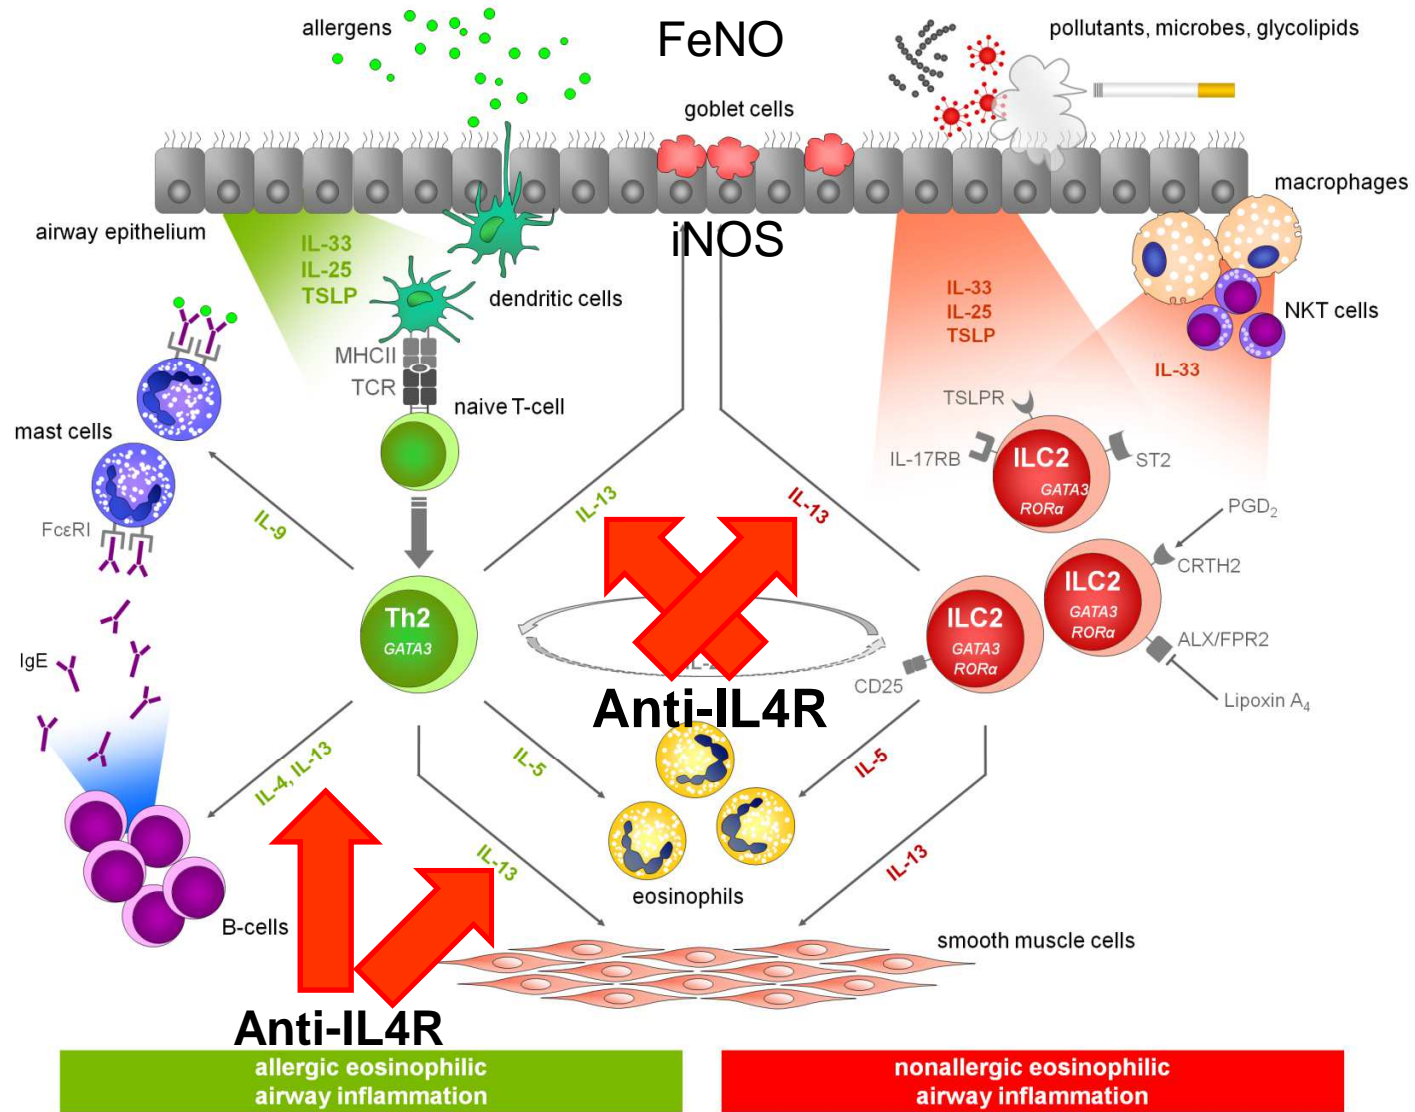 allergens
FeNO
pollutants, microbes, glycolipids
goblet cells
macrophages
airway epithelium
iNOS
IL-33
IL-25
TSLP
dendritic cells
IL-33
IL-25
TSLP
NKT cells
MHCII
TCR
IL-33
naive T-cell
TSLPR
mast cells
IL-17RB
ILC2
GATA3
RORα
ST2
FcεRI
IL-9
IL-13
IL-13
PGD2
CRTH2
ILC2
GATA3
RORα
Th2
GATA3
ILC2
GATA3
RORα
ALX/FPR2
IgE
CD25
Lipoxin A4
Anti-IL4R
IL-4, IL-13
IL-5
IL-5
IL-13
IL-13
eosinophils
B-cells
smooth muscle cells
Anti-IL4R
allergic eosinophilic
airway inflammation
nonallergic eosinophilic
airway inflammation